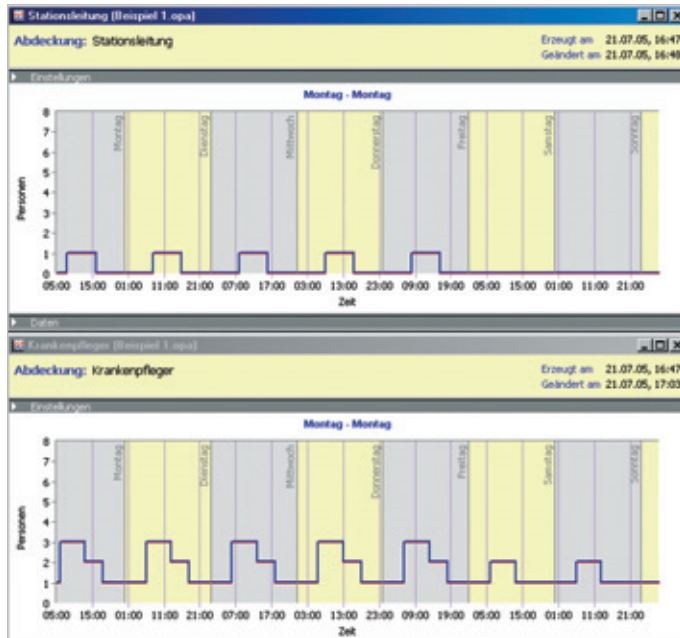 Stationsleitung (Beispiel 1.opa)
Abdeckung: Stationsleitung
Erzeugt am 21.07.05, 16:47
Geändert am 21.07.05, 16:48
Einstellungen
Montag - Montag
Personen
8
7
6
5
4
3
2
1
0
Montag
Dienstag
Mittwoch
Donnerstag
Freitag
Samstag
Sonntag
05:00 15:00 01:00 11:00 21:00 07:00 17:00 03:00 13:00 23:00 09:00 19:00 05:00 15:00 01:00 11:00 21:00
Zeit
Daten
Krankenpfleger (Beispiel 1.opa)
Abdeckung: Krankenpfleger
Erzeugt am 21.07.05, 16:47
Geändert am 21.07.05, 17:03
Einstellungen
Montag - Montag
Personen
8
7
6
5
4
3
2
1
0
Montag
Dienstag
Mittwoch
Donnerstag
Freitag
Samstag
Sonntag
05:00 15:00 01:00 11:00 21:00 07:00 17:00 03:00 13:00 23:00 09:00 19:00 05:00 15:00 01:00 11:00 21:00
Zeit